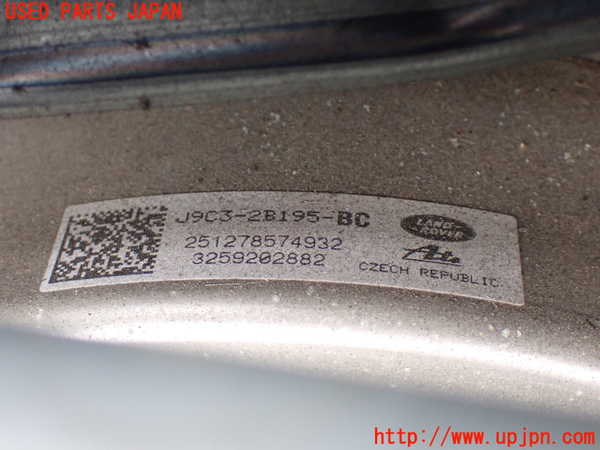 USED PARTS JAPAN
J9C3-2B195-BC
LAND ROVER
251278574932
Ate
3259202882
CZECH REPUBLIC
http://www.upjpn.com/